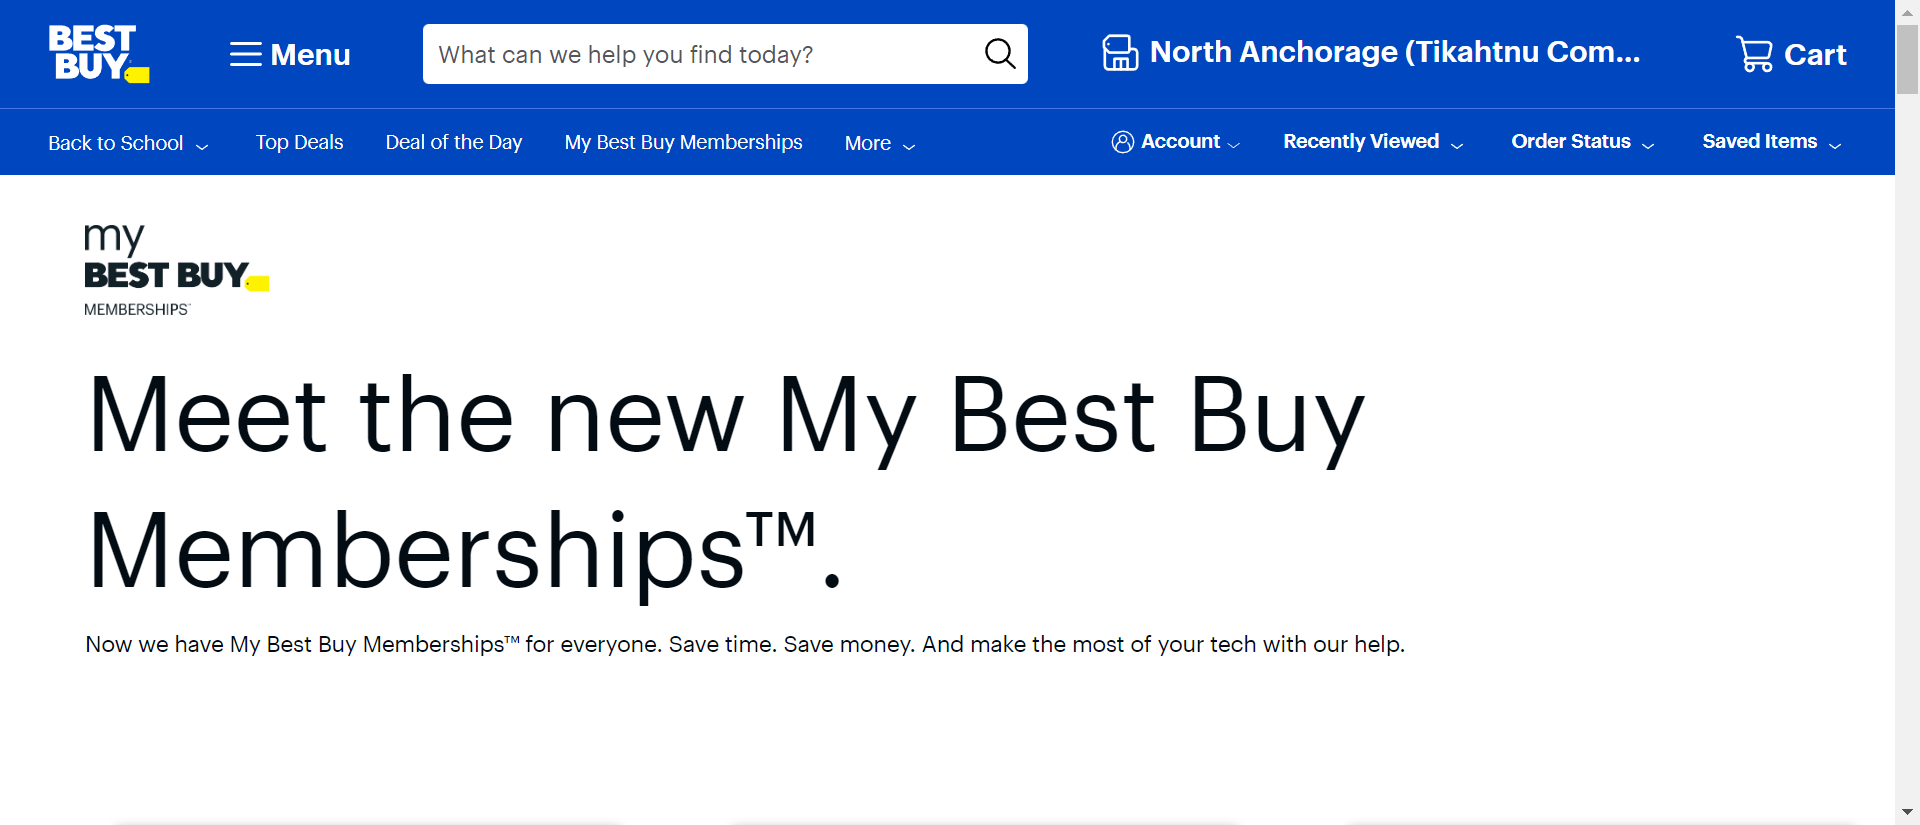 BEST BUY
Menu
What can we help you find today?
North Anchorage (Tikahtnu Com...
Cart
Back to School
Top Deals
Deal of the Day
My Best Buy Memberships
More
Account
Recently Viewed
Order Status
Saved Items
my
BEST BUY
MEMBERSHIPS™
Meet the new My Best Buy
Memberships™.
Now we have My Best Buy Memberships™ for everyone. Save time. Save money. And make the most of your tech with our help.